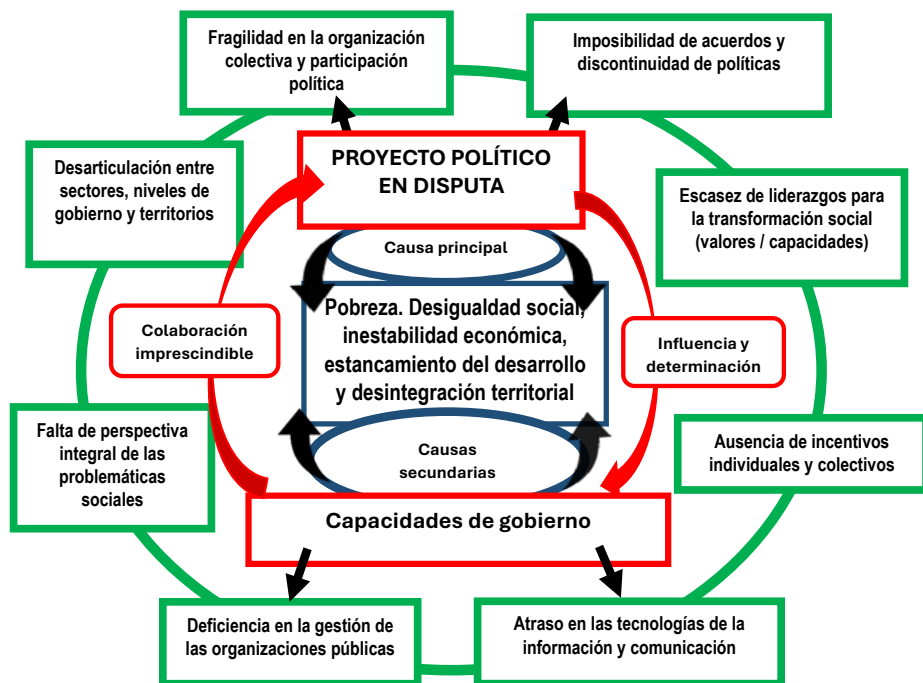 Fragilidad en la organización
colectiva y participación
política
Imposibilidad de acuerdos y
discontinuidad de políticas
Desarticulación entre
sectores, niveles de
gobierno y territorios
PROYECTO POLÍTICO
EN DISPUTA
Escasez de liderazgos para
la transformación social
(valores / capacidades)
Causa principal
Colaboración
imprescindible
Pobreza. Desigualdad social,
inestabilidad económica,
estancamiento del desarrollo
y desintegración territorial
Influencia y
determinación
Falta de perspectiva
integral de las
problemáticas
sociales
Causas
secundarias
Ausencia de incentivos
individuales y colectivos
Capacidades de gobierno
Deficiencia en la gestión de
las organizaciones públicas
Atraso en las tecnologías de la
información y comunicación